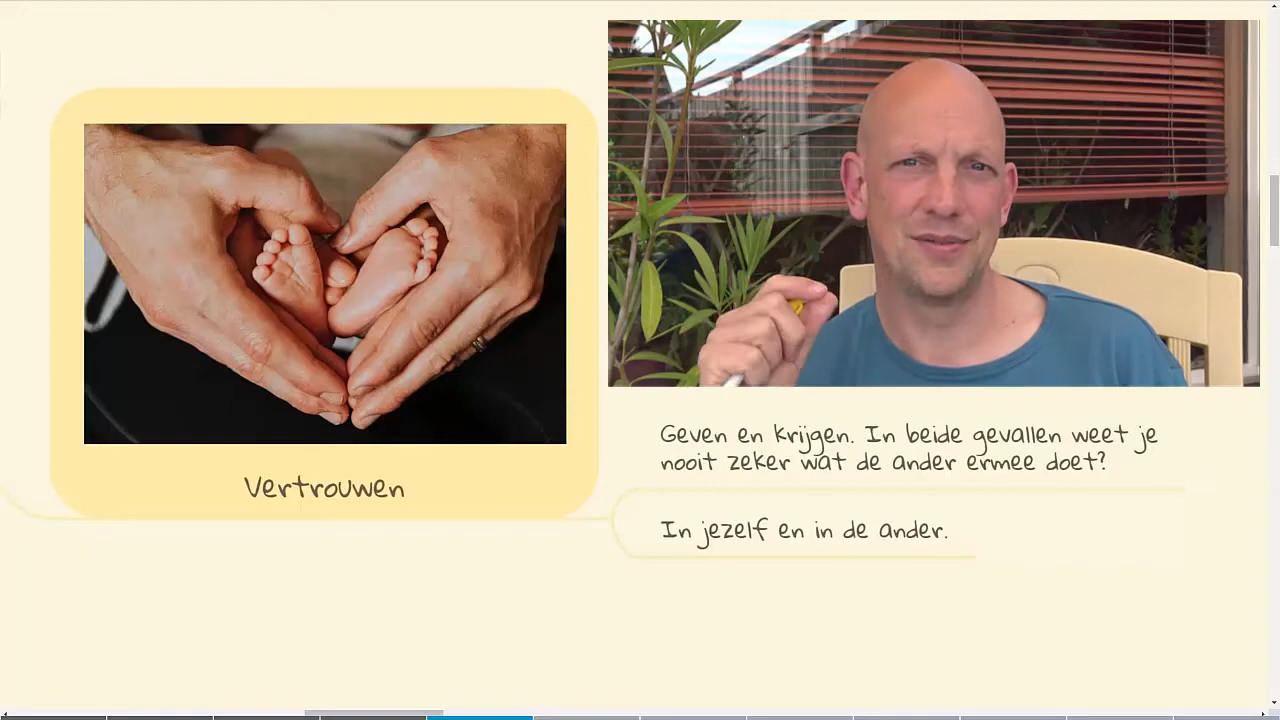 Vertrouwen
Geven en krijgen. In beide gevallen weet je
nooit zeker wat de ander ermee doet?
In jezelf en in de ander.